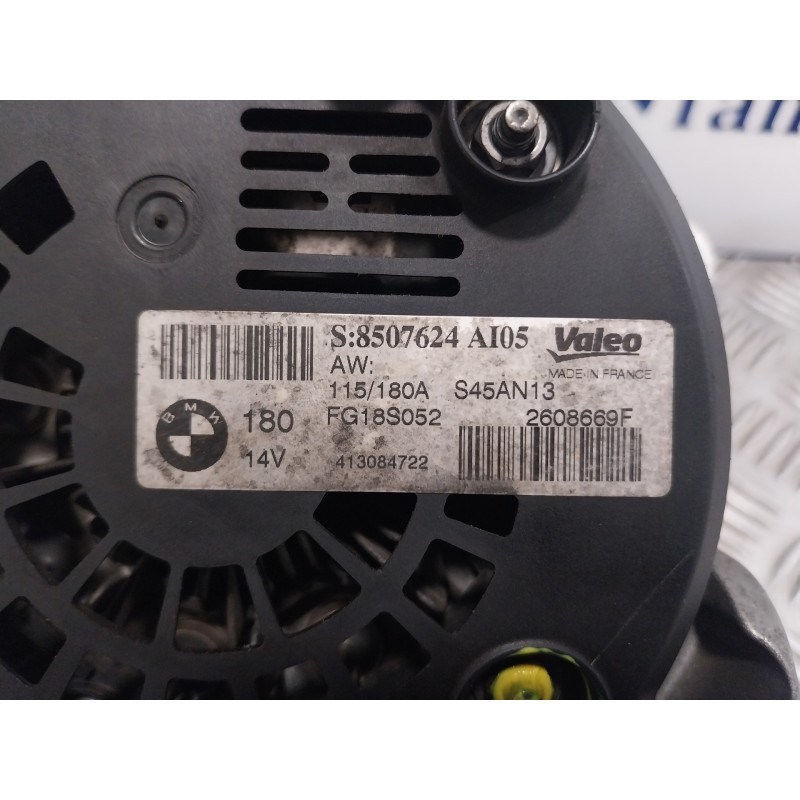 S:8507624 AI05 Valeo
AW: MADE IN FRANCE
115/180A S45AN13
BMW 180 FG18S052 2608669F
14V 413084722